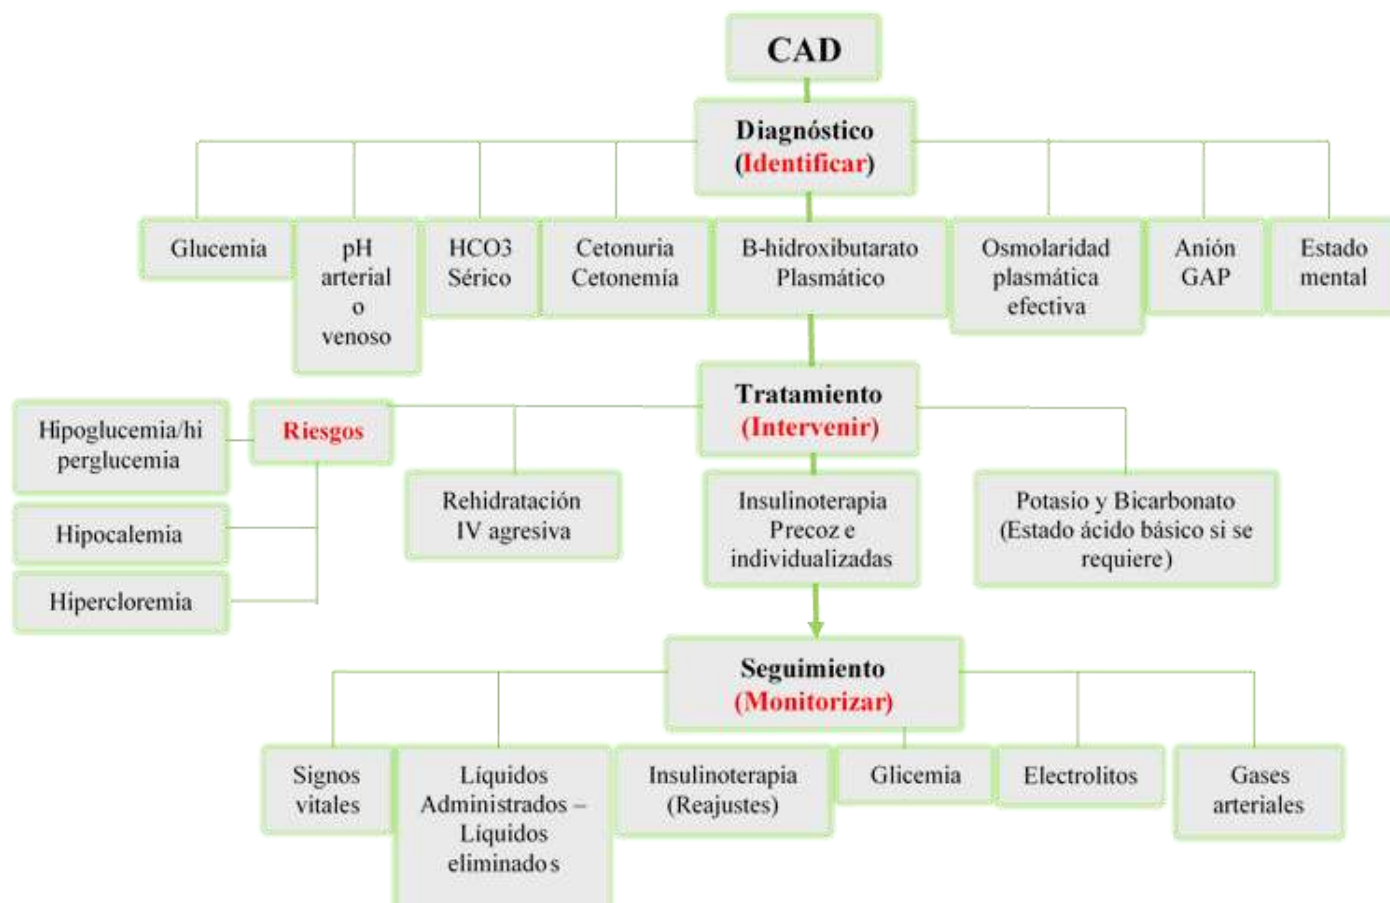 CAD
Diagnóstico
(Identificar)
Glucemia
pH
arterial
o
venoso
HCO3
Sérico
Cetonuria
Cetonemía
B-hidroxibutarato
Plasmático
Osmolaridad
plasmática
efectiva
Anión
GAP
Estado
mental
Tratamiento
(Intervenir)
Riesgos
Hipoglucemia/hi
perglucemia
Hipocalemia
Hipercloremia
Rehidratación
IV agresiva
Insulinoterapia
Precoz e
individualizadas
Potasio y Bicarbonato
(Estado ácido básico si se
requiere)
Seguimiento
(Monitorizar)
Signos
vitales
Líquidos
Administrados –
Líquidos
eliminados
Insulinoterapia
(Reajustes)
Glicemia
Electrolitos
Gases
arteriales